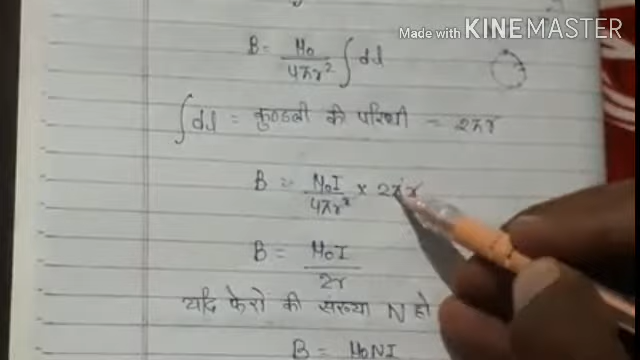 Made with KINEMASTER
B = μ₀/4πr² ∫dl
∫dl = कुण्डली की परिधी = 2πr
B = μ₀I/4πr² × 2πr
B = μ₀I/2r
यदि फेरो की संख्या N हो
B = μ₀NI